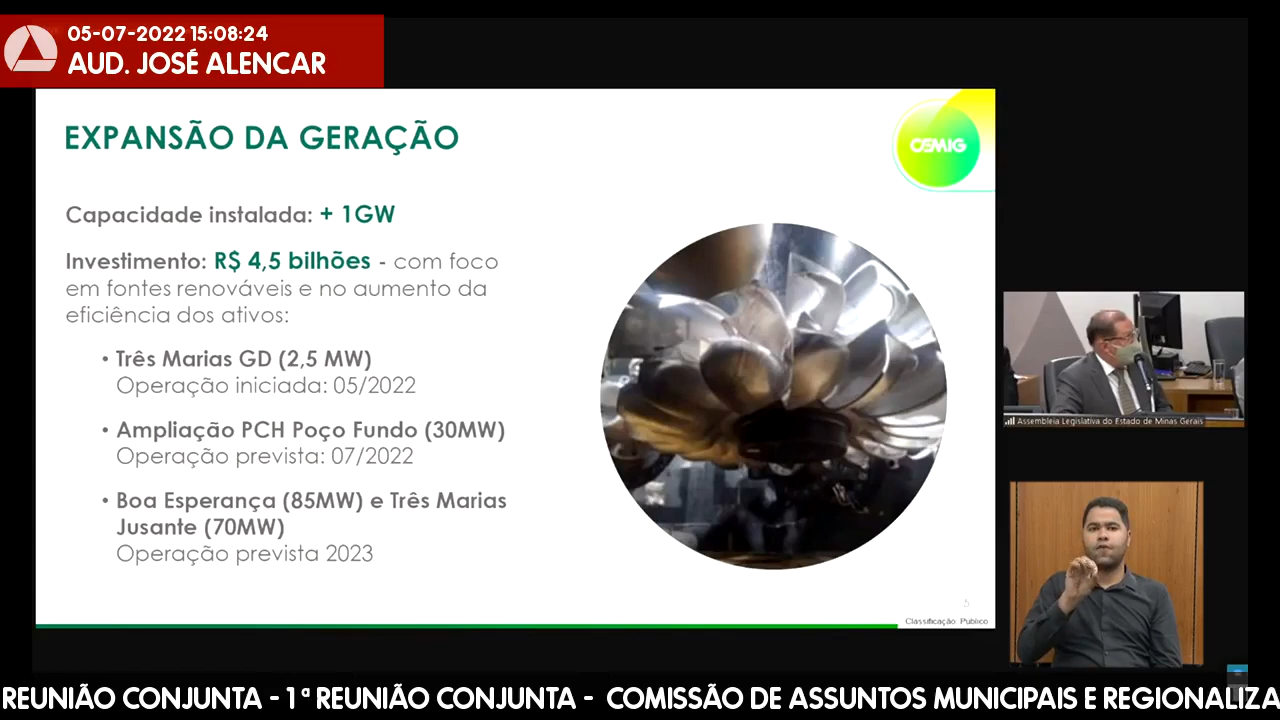 05-07-2022 15:08:24
AUD. JOSÉ ALENCAR
EXPANSÃO DA GERAÇÃO
CEMIG
Capacidade instalada: + 1GW
Investimento: R$ 4,5 bilhões - com foco
em fontes renováveis e no aumento da
eficiência dos ativos:
• Três Marias GD (2,5 MW)
Operação iniciada: 05/2022
• Ampliação PCH Poço Fundo (30MW)
Operação prevista: 07/2022
• Boa Esperança (85MW) e Três Marias
Jusante (70MW)
Operação prevista 2023
5
Classificação: Público
Assembleia Legislativa do Estado de Minas Gerais
REUNIÃO CONJUNTA - 1ª REUNIÃO CONJUNTA - COMISSÃO DE ASSUNTOS MUNICIPAIS E REGIONALIZA